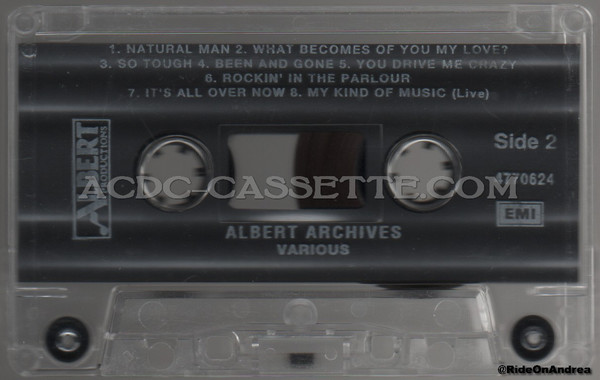 1. NATURAL MAN 2. WHAT BECOMES OF YOU MY LOVE?
3. SO TOUGH 4. BEEN AND GONE 5. YOU DRIVE ME CRAZY
6. ROCKIN' IN THE PARLOUR
7. IT'S ALL OVER NOW 8. MY KIND OF MUSIC (Live)
ALBERT
PRODUCTIONS
Side 2
ACDC-CASSETTE.COM
4770624
EMI
ALBERT ARCHIVES
VARIOUS
@RideOnAndrea